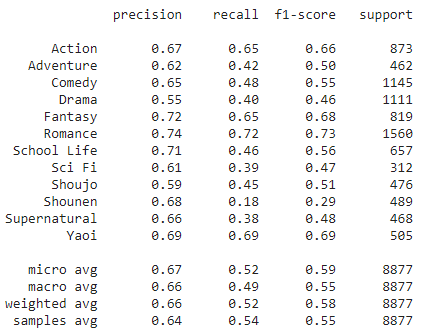 precision recall f1-score support
Action 0.67 0.65 0.66 873
Adventure 0.62 0.42 0.50 462
Comedy 0.65 0.48 0.55 1145
Drama 0.55 0.40 0.46 1111
Fantasy 0.72 0.65 0.68 819
Romance 0.74 0.72 0.73 1560
School Life 0.71 0.46 0.56 657
Sci Fi 0.61 0.39 0.47 312
Shoujo 0.59 0.45 0.51 476
Shounen 0.68 0.18 0.29 489
Supernatural 0.66 0.38 0.48 468
Yaoi 0.69 0.69 0.69 505
micro avg 0.67 0.52 0.59 8877
macro avg 0.66 0.49 0.55 8877
weighted avg 0.66 0.52 0.58 8877
samples avg 0.64 0.54 0.55 8877